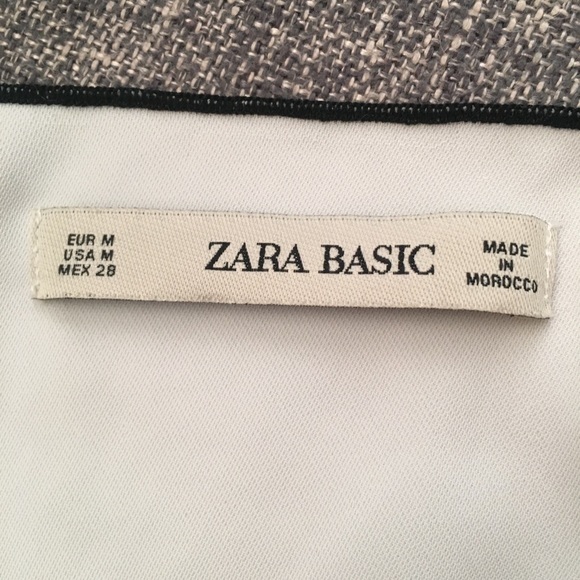 EUR M
USA M
MEX 28
ZARA BASIC
MADE
IN
MOROCCO